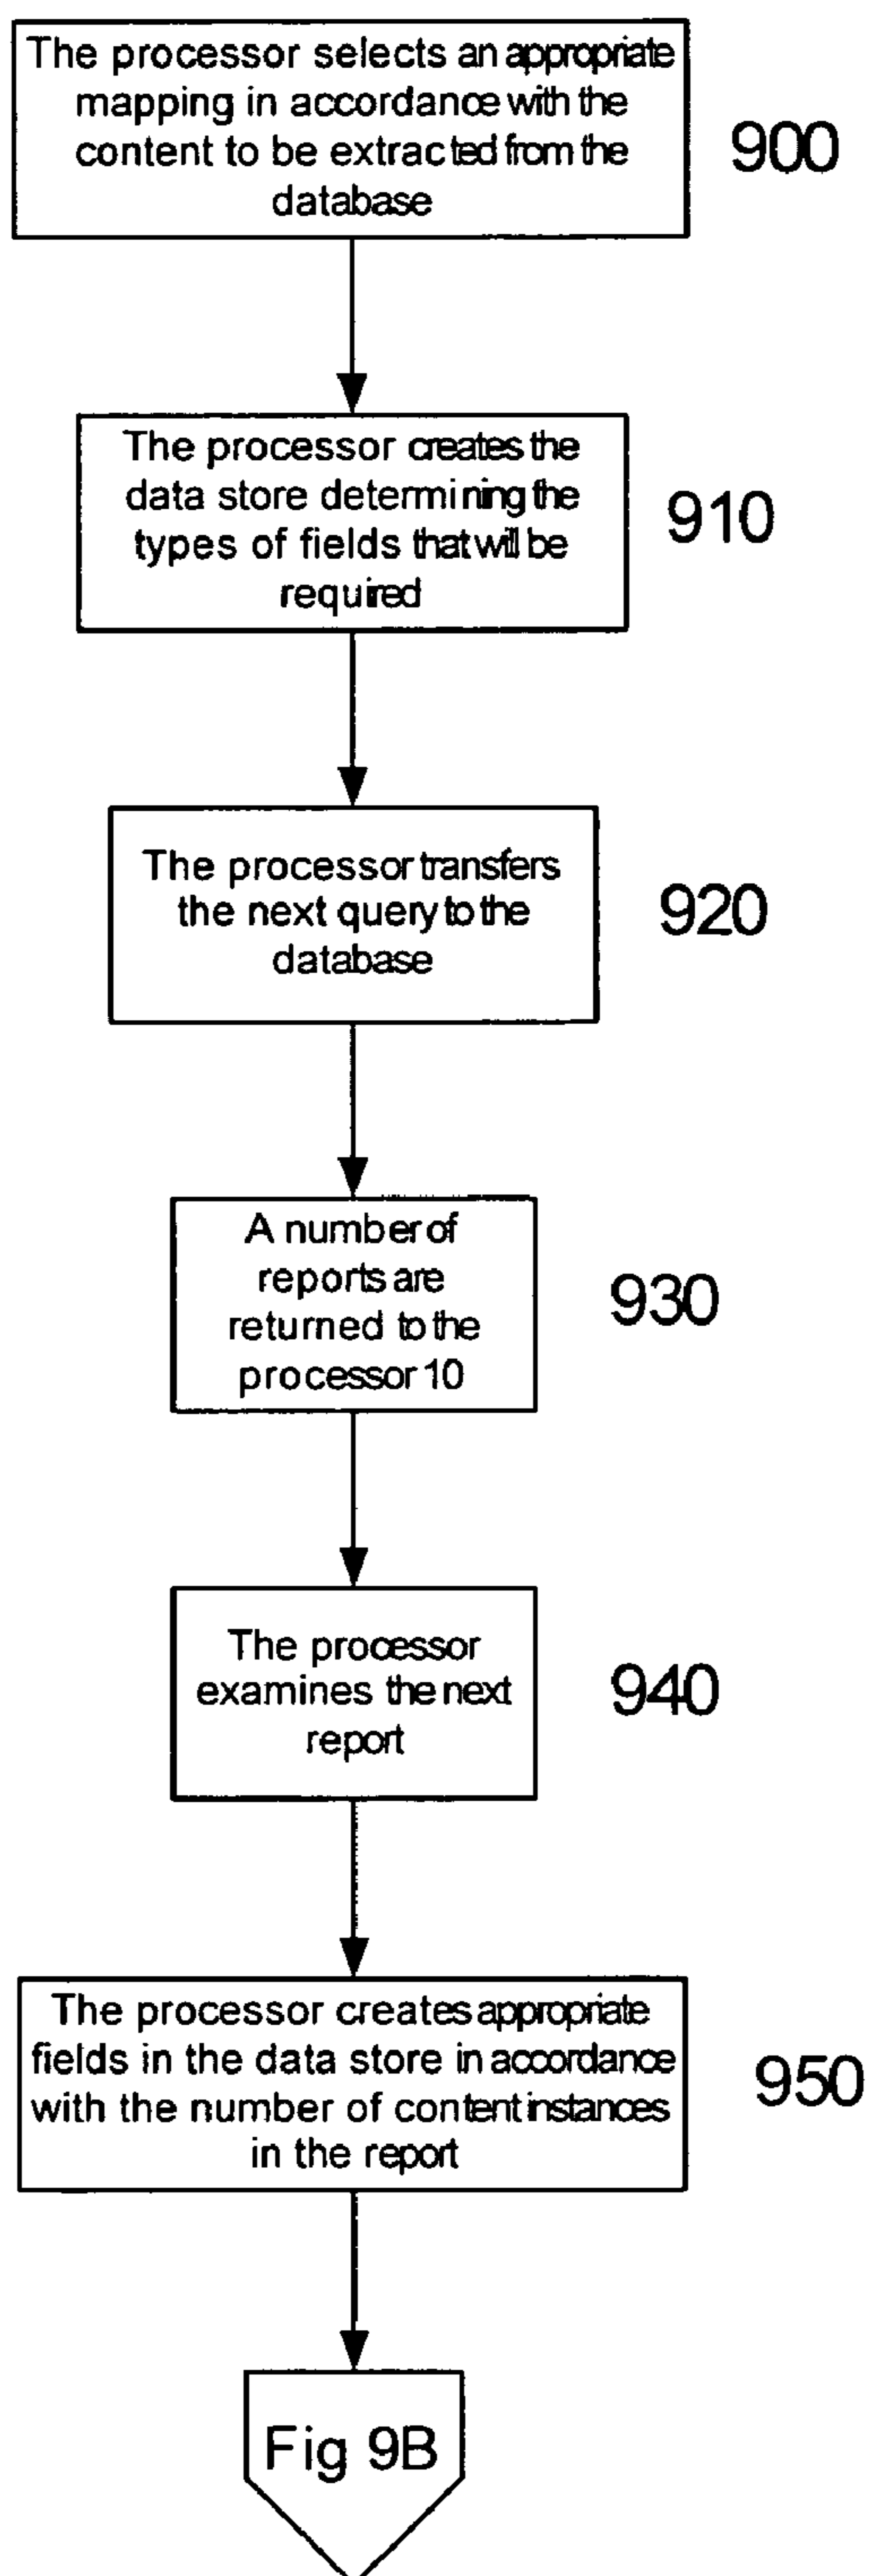 The processor selects an appropriate
mapping in accordance with the
content to be extracted from the
database
900
The processor creates the
data store determining the
types of fields that will be
required
910
The processor transfers
the next query to the
database
920
A number of
reports are
returned to the
processor 10
930
The processor
examines the next
report
940
The processor creates appropriate
fields in the data store in accordance
with the number of content instances
in the report
950
Fig 9B